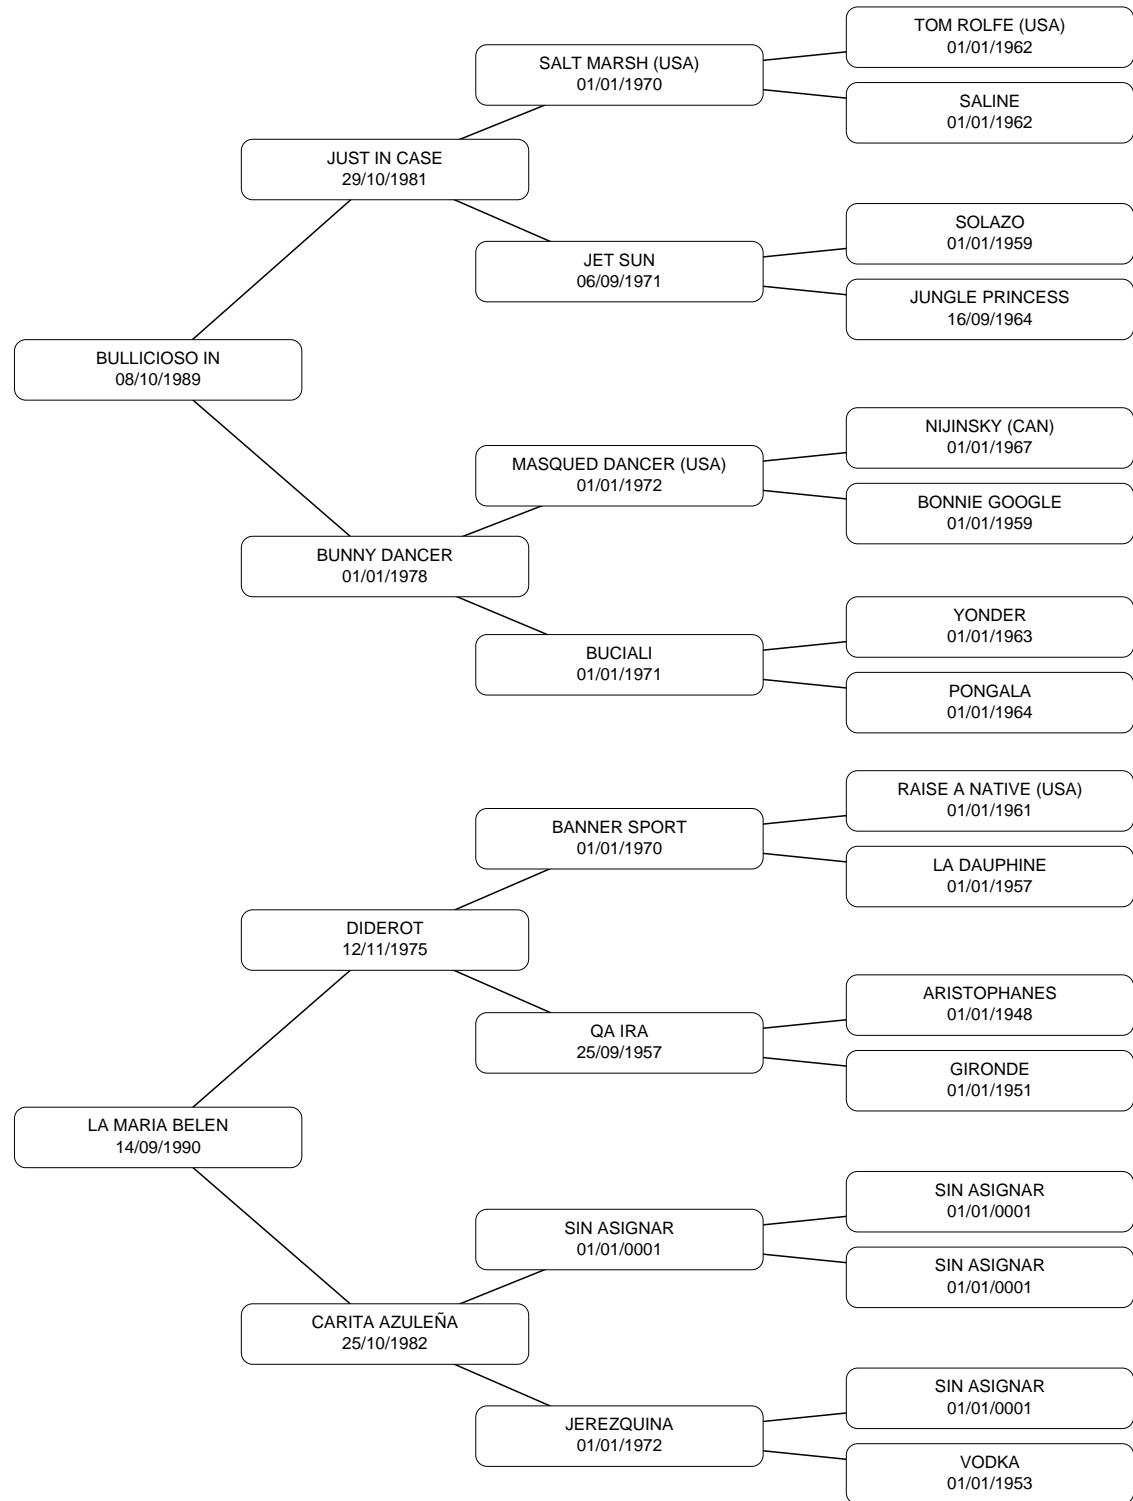 TOM ROLFE (USA)
01/01/1962
SALT MARSH (USA)
01/01/1970
SALINE
01/01/1962
JUST IN CASE
29/10/1981
SOLAZO
01/01/1959
JET SUN
06/09/1971
JUNGLE PRINCESS
16/09/1964
BULLICIOSO IN
08/10/1989
NIJINSKY (CAN)
01/01/1967
MASQUED DANCER (USA)
01/01/1972
BONNIE GOOGLE
01/01/1959
BUNNY DANCER
01/01/1978
YONDER
01/01/1963
BUCIALI
01/01/1971
PONGALA
01/01/1964
RAISE A NATIVE (USA)
01/01/1961
BANNER SPORT
01/01/1970
LA DAUPHINE
01/01/1957
DIDEROT
12/11/1975
ARISTOPHANES
01/01/1948
QA IRA
25/09/1957
GIRONDE
01/01/1951
LA MARIA BELEN
14/09/1990
SIN ASIGNAR
01/01/0001
SIN ASIGNAR
01/01/0001
SIN ASIGNAR
01/01/0001
CARITA AZULEÑA
25/10/1982
SIN ASIGNAR
01/01/0001
JEREZQUINA
01/01/1972
VODKA
01/01/1953